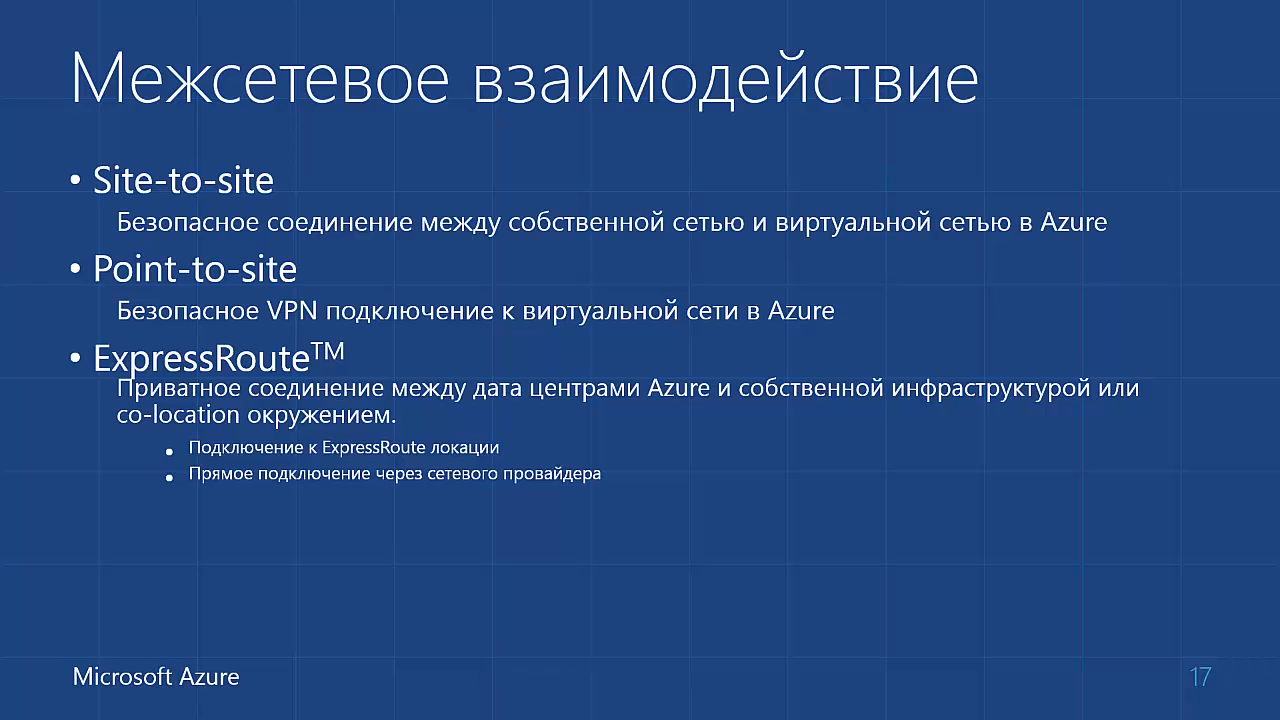 Межсетевое взаимодействие
• Site-to-site
Безопасное соединение между собственной сетью и виртуальной сетью в Azure
• Point-to-site
Безопасное VPN подключение к виртуальной сети в Azure
• ExpressRoute™
Приватное соединение между дата центрами Azure и собственной инфраструктурой или
co-location окружением.
• Подключение к ExpressRoute локации
• Прямое подключение через сетевого провайдера
Microsoft Azure
17